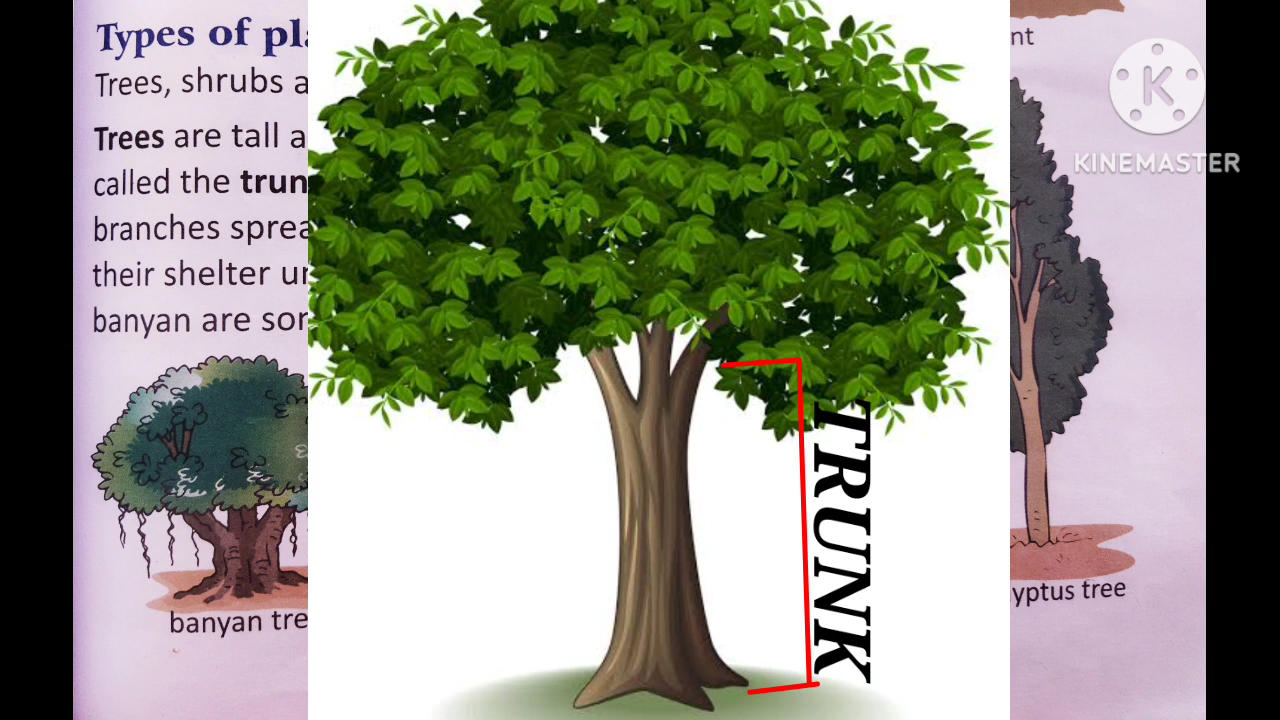 Types of pl
Trees, shrubs a
Trees are tall a
called the trun
branches sprea
their shelter un
banyan are sor
banyan tre
TRUNK
nt
K
KINEMASTER
yptus tree